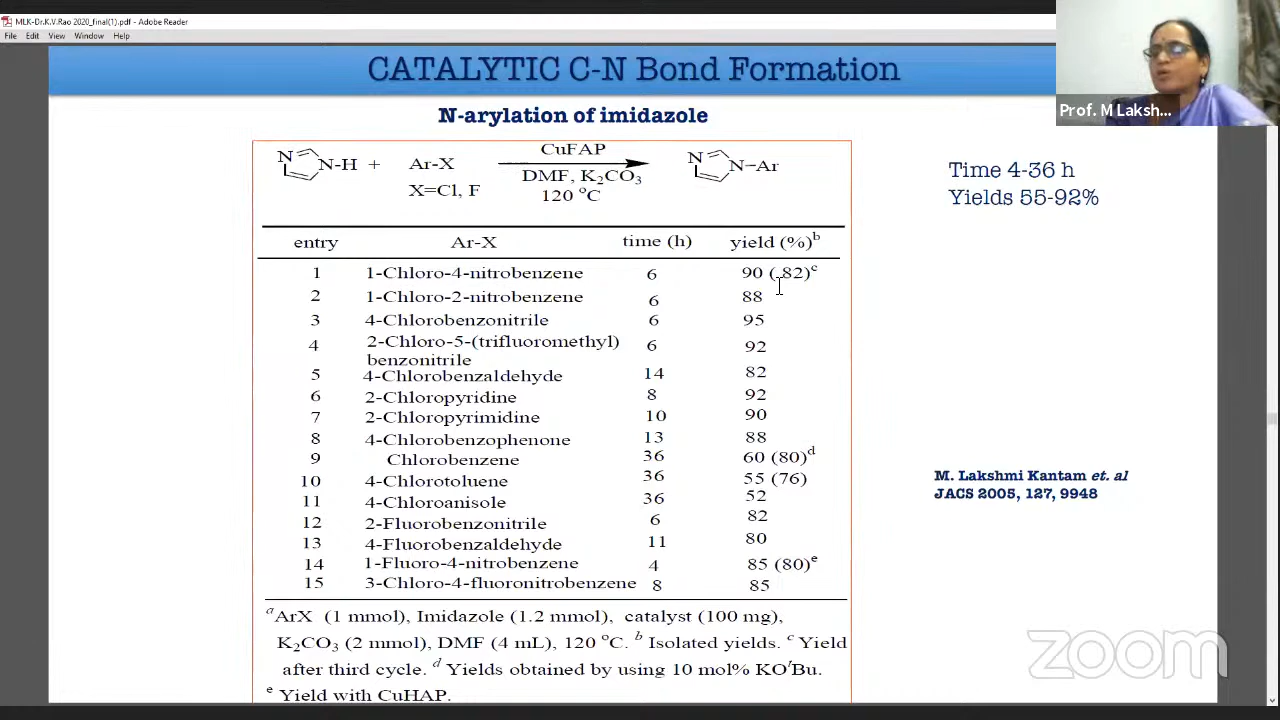 MLK-Dr.K.V.Rao 2020_final(1).pdf - Adobe Reader
File Edit View Window Help
CATALYTIC C-N Bond Formation
Prof. M Laksh...
N-arylation of imidazole
N N-H + Ar-X CuFAP N N-Ar
X=Cl, F DMF, K2CO3
120 °C
Time 4-36 h
Yields 55-92%
entry Ar-X time (h) yield (%)b
1 1-Chloro-4-nitrobenzene 6 90 ( 82)c
2 1-Chloro-2-nitrobenzene 6 88
3 4-Chlorobenzonitrile 6 95
4 2-Chloro-5-(trifluoromethyl) 6 92
benzonitrile
5 4-Chlorobenzaldehyde 14 82
6 2-Chloropyridine 8 92
7 2-Chloropyrimidine 10 90
8 4-Chlorobenzophenone 13 88
9 Chlorobenzene 36 60 (80)d
10 4-Chlorotoluene 36 55 (76)
11 4-Chloroanisole 36 52
12 2-Fluorobenzonitrile 6 82
13 4-Fluorobenzaldehyde 11 80
14 1-Fluoro-4-nitrobenzene 4 85 (80)e
15 3-Chloro-4-fluoronitrobenzene 8 85
M. Lakshmi Kantam et. al
JACS 2005, 127, 9948
aArX (1 mmol), Imidazole (1.2 mmol), catalyst (100 mg),
K2CO3 (2 mmol), DMF (4 mL), 120 °C. b Isolated yields. c Yield
after third cycle. d Yields obtained by using 10 mol% KOtBu.
e Yield with CuHAP.
zoom